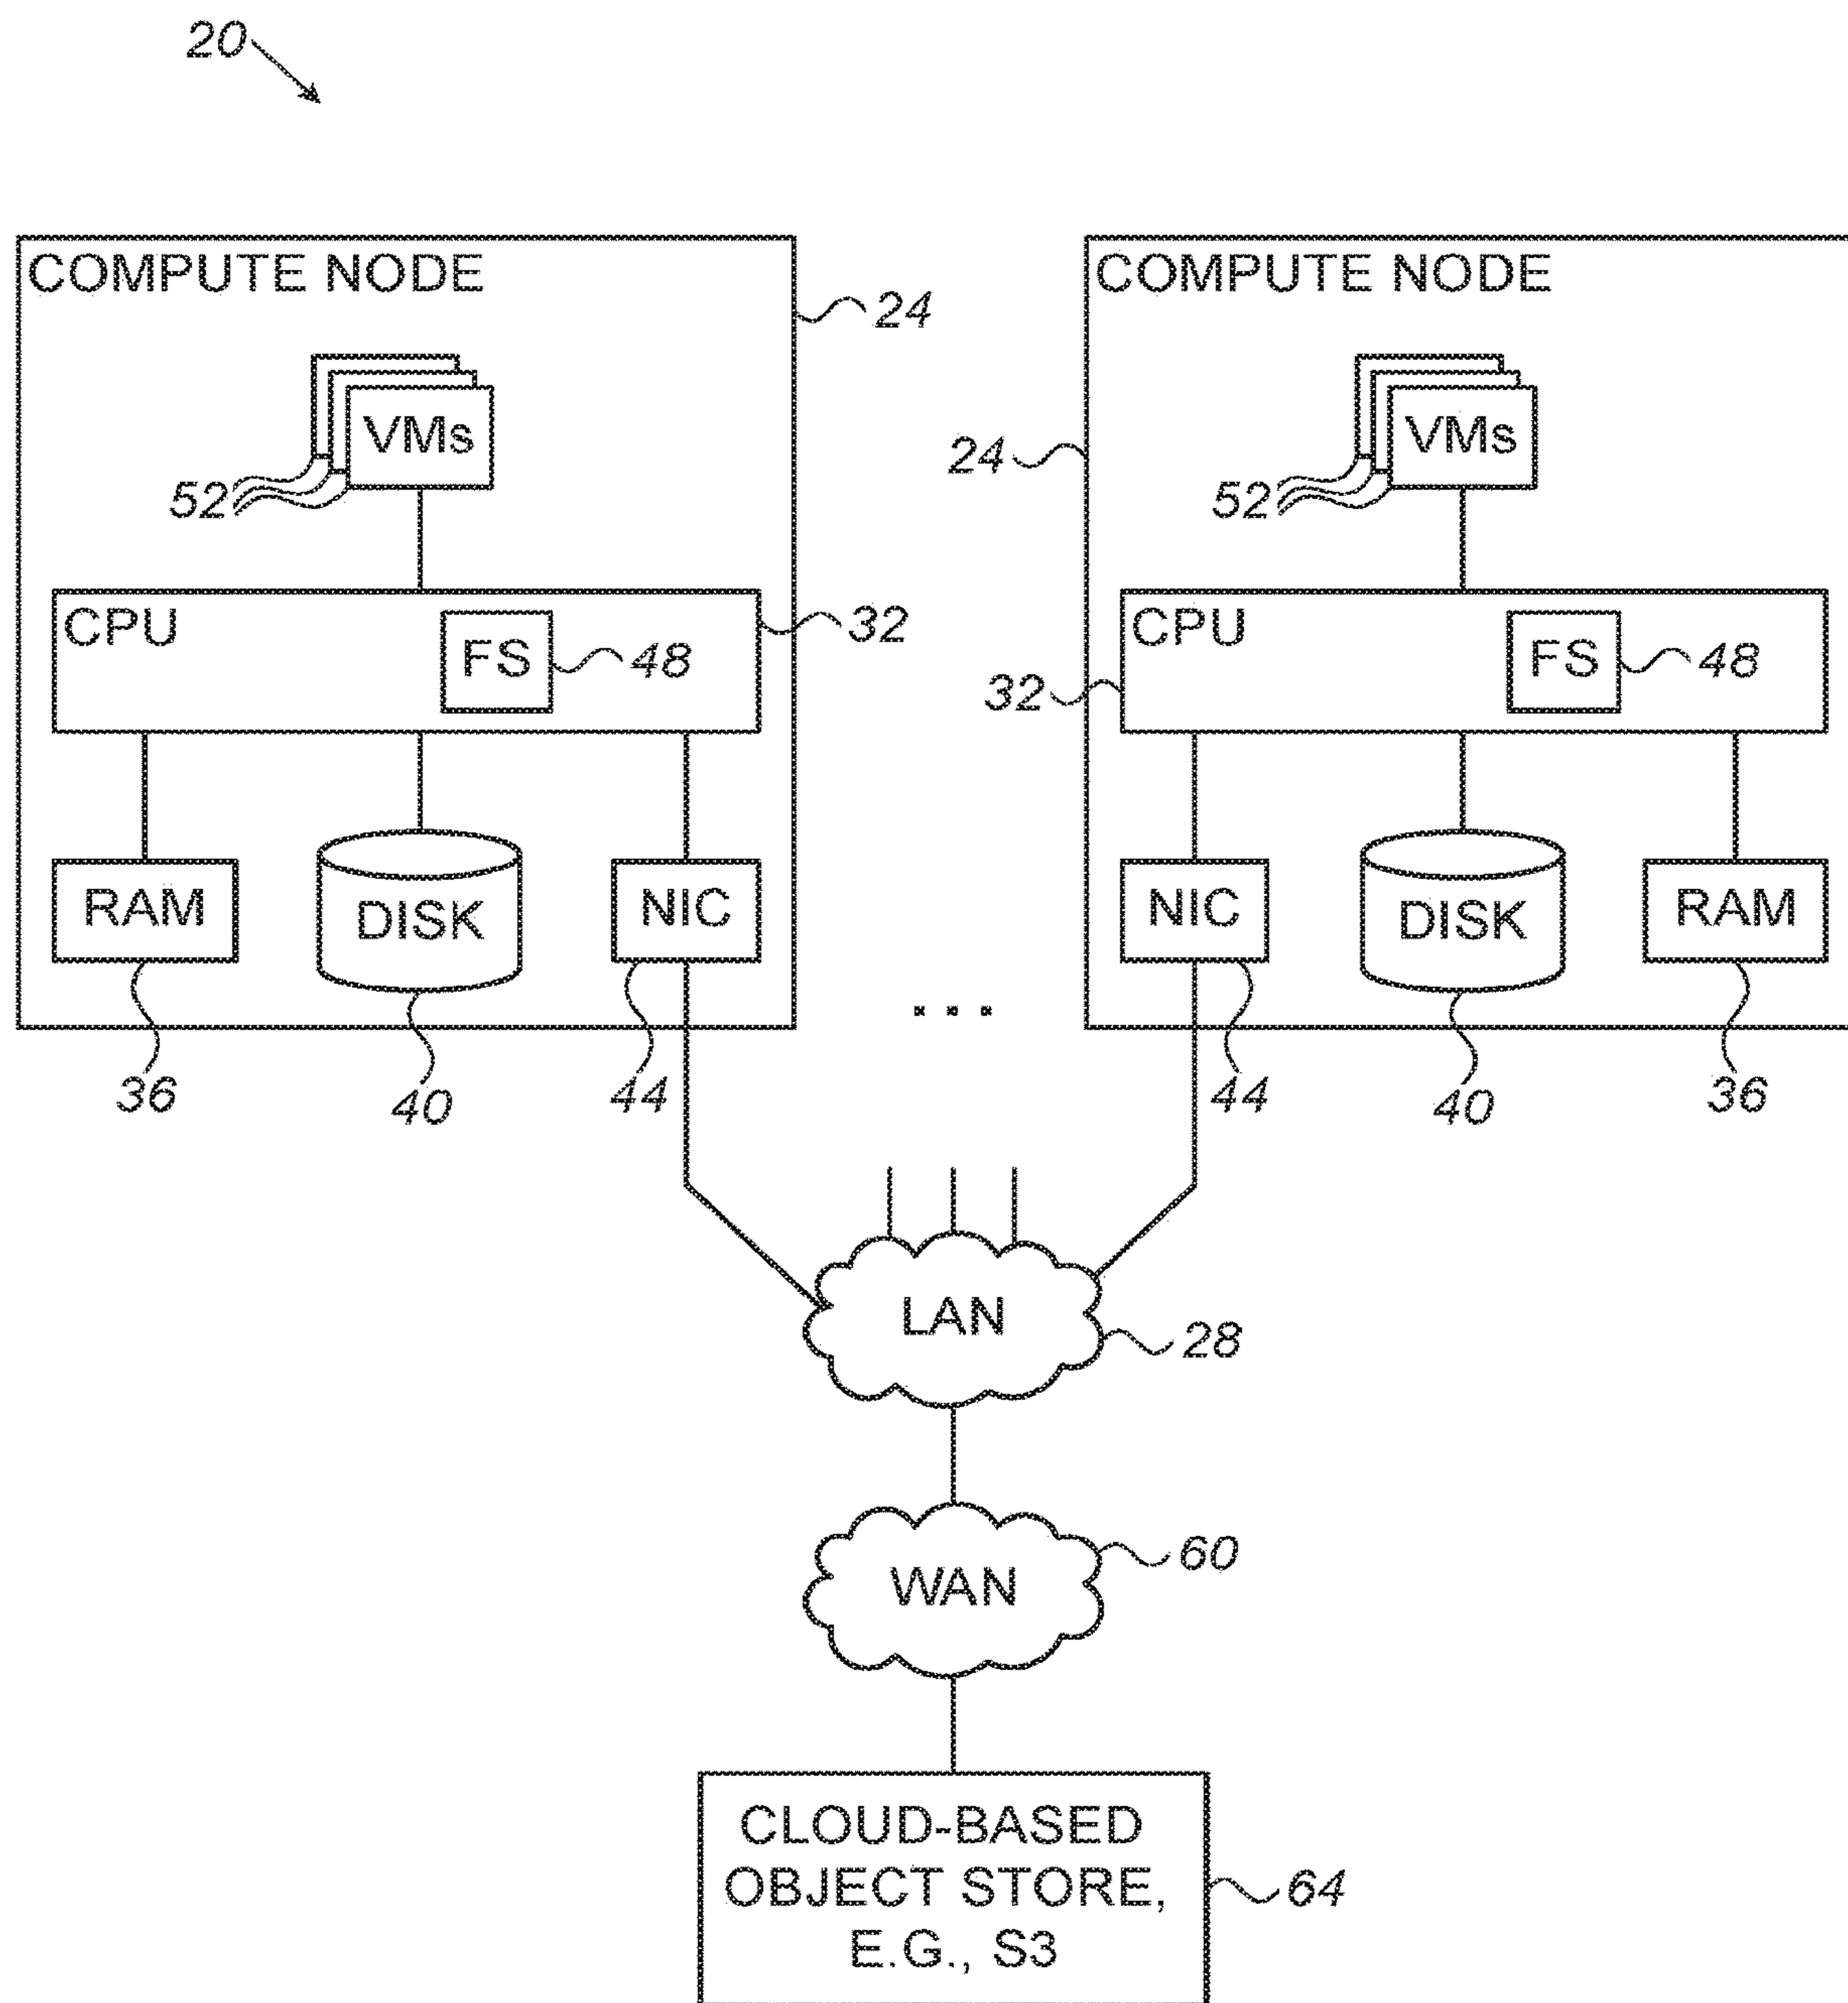 20
COMPUTE NODE
24
VMs
52
CPU
FS
48
32
RAM
DISK
NIC
36
40
44
COMPUTE NODE
24
VMs
52
CPU
FS
48
32
NIC
DISK
RAM
44
40
36
...
LAN
28
WAN
60
CLOUD-BASED
OBJECT STORE,
E.G., S3
64